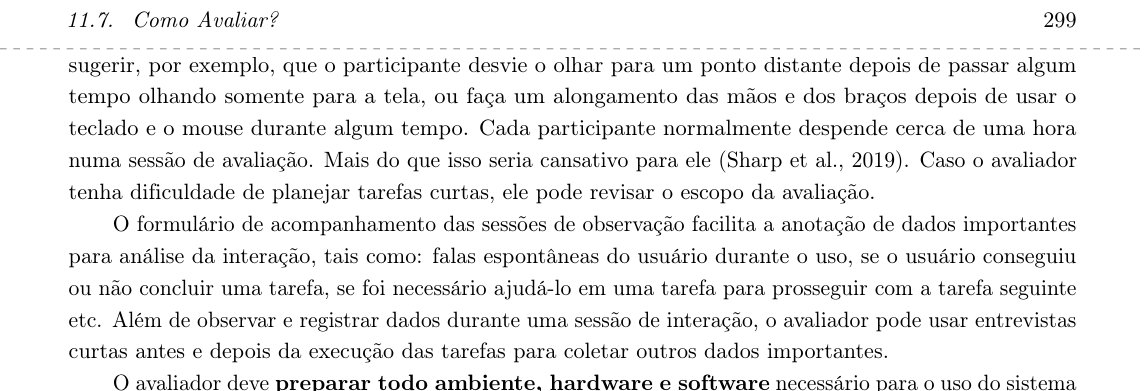 11.7. Como Avaliar? 299
sugerir, por exemplo, que o participante desvie o olhar para um ponto distante depois de passar algum
tempo olhando somente para a tela, ou faça um alongamento das mãos e dos braços depois de usar o
teclado e o mouse durante algum tempo. Cada participante normalmente despende cerca de uma hora
numa sessão de avaliação. Mais do que isso seria cansativo para ele (Sharp et al., 2019). Caso o avaliador
tenha dificuldade de planejar tarefas curtas, ele pode revisar o escopo da avaliação.
O formulário de acompanhamento das sessões de observação facilita a anotação de dados importantes
para análise da interação, tais como: falas espontâneas do usuário durante o uso, se o usuário conseguiu
ou não concluir uma tarefa, se foi necessário ajudá-lo em uma tarefa para prosseguir com a tarefa seguinte
etc. Além de observar e registrar dados durante uma sessão de interação, o avaliador pode usar entrevistas
curtas antes e depois da execução das tarefas para coletar outros dados importantes.
O avaliador deve preparar todo ambiente, hardware e software necessário para o uso do sistema